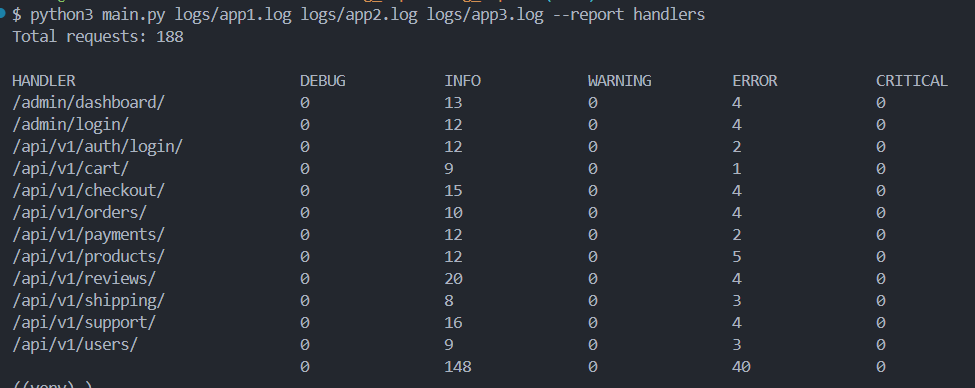 $ python3 main.py logs/app1.log logs/app2.log logs/app3.log --report handlers
Total requests: 188
HANDLER DEBUG INFO WARNING ERROR CRITICAL
/admin/dashboard/ 0 13 0 4 0
/admin/login/ 0 12 0 4 0
/api/v1/auth/login/ 0 12 0 2 0
/api/v1/cart/ 0 9 0 1 0
/api/v1/checkout/ 0 15 0 4 0
/api/v1/orders/ 0 10 0 4 0
/api/v1/payments/ 0 12 0 2 0
/api/v1/products/ 0 12 0 5 0
/api/v1/reviews/ 0 20 0 4 0
/api/v1/shipping/ 0 8 0 3 0
/api/v1/support/ 0 16 0 4 0
/api/v1/users/ 0 9 0 3 0
0 148 0 40 0